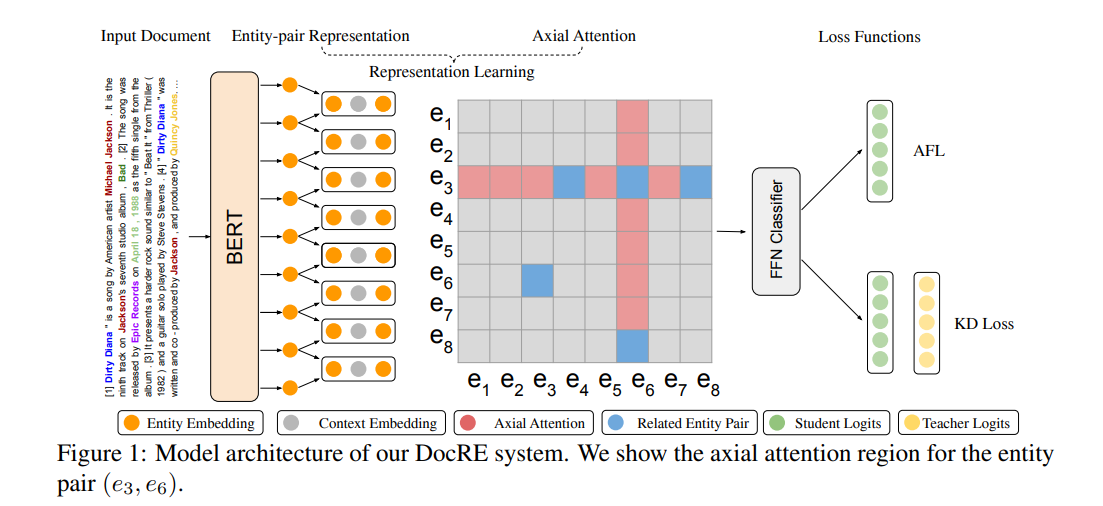 Input Document
Entity-pair Representation
Axial Attention
Loss Functions
Representation Learning
[1] Dirty Diana " is a song by American artist Michael Jackson . It is the
ninth track on Jackson's seventh studio album , Bad . [2] The song was
released by Epic Records on April 18 , 1988 as the fifth single from the
album . [3] It presents a harder rock sound similar to " Beat It " from Thriller (
1982 ) and a guitar solo played by Steve Stevens . [4] " Dirty Diana " was
written and co - produced by Jackson , and produced by Quincy Jones, ...
BERT
e1
e2
e3
e4
e5
e6
e7
e8
e1 e2 e3 e4 e5 e6 e7 e8
FFN Classifier
AFL
KD Loss
Entity Embedding
Context Embedding
Axial Attention
Related Entity Pair
Student Logits
Teacher Logits
Figure 1: Model architecture of our DocRE system. We show the axial attention region for the entity
pair (e3, e6).